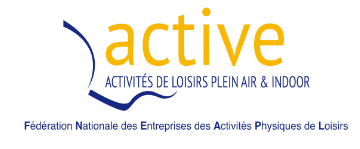 active
ACTIVITÉS DE LOISIRS PLEIN AIR & INDOOR
Fédération Nationale des Entreprises des Activités Physiques de Loisirs